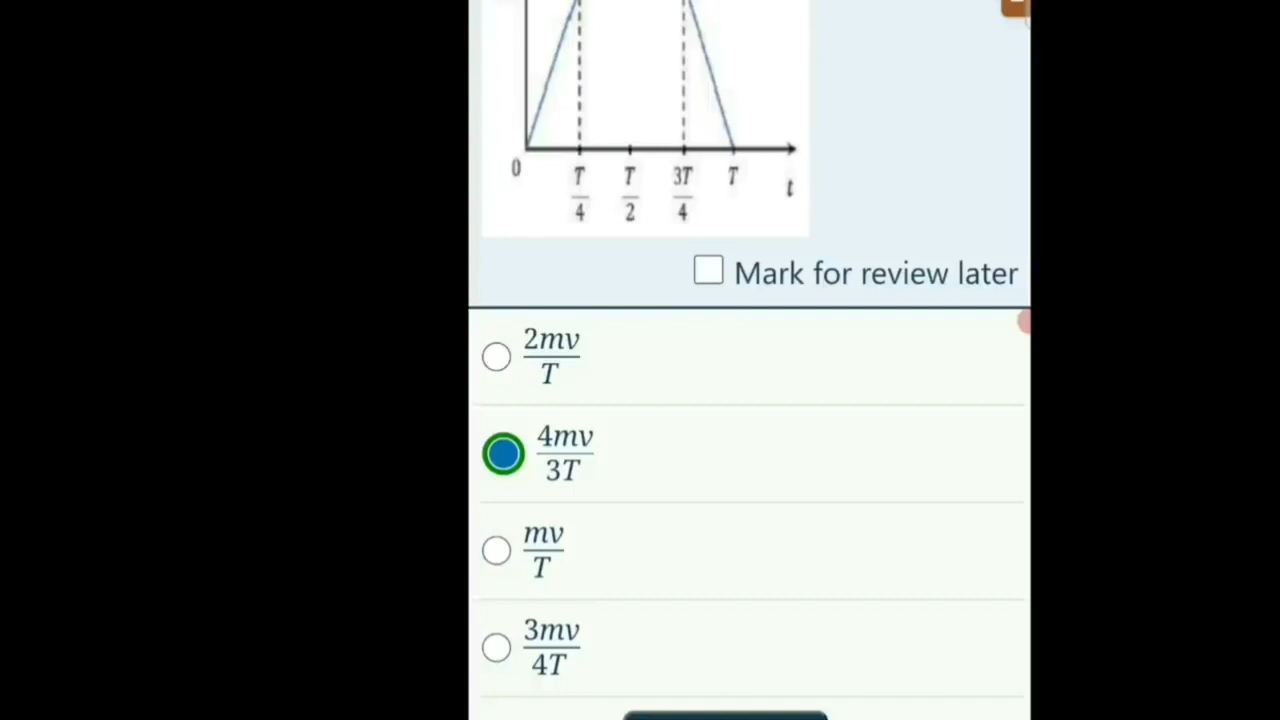 0
T/4 T/2 3T/4 T t
Mark for review later
2mv/T
4mv/3T
mv/T
3mv/4T